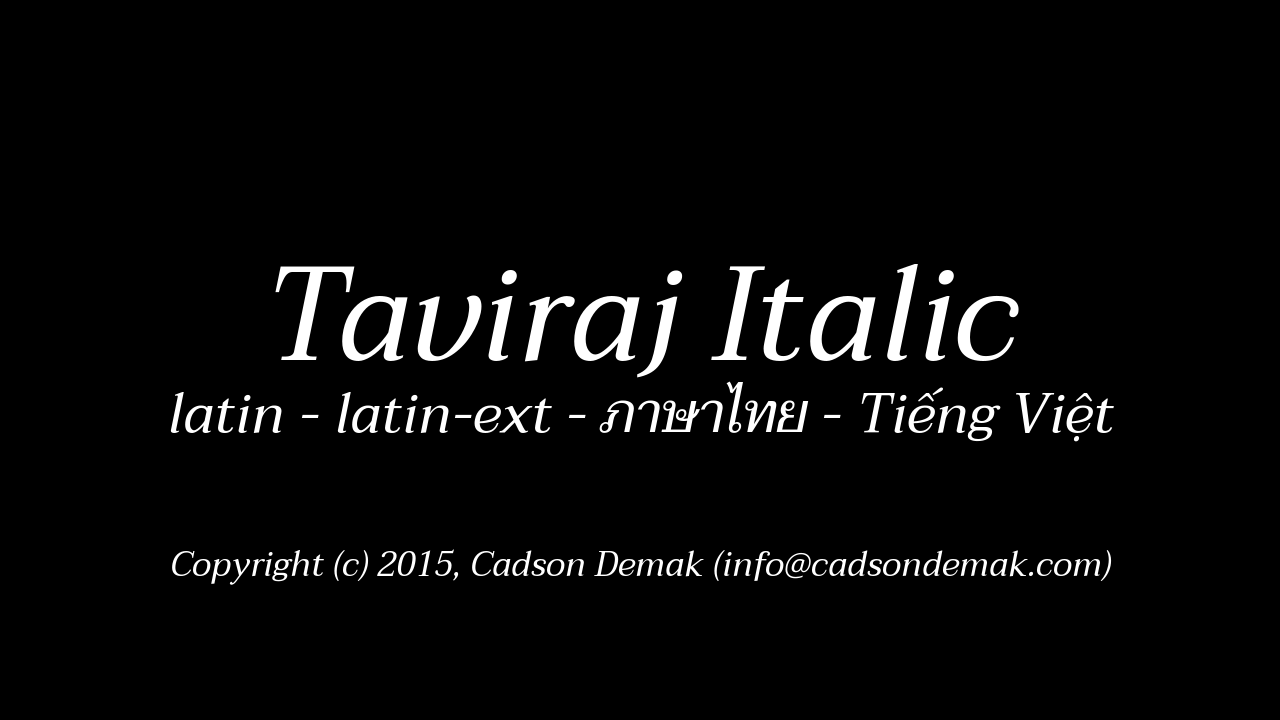 Taviraj Italic
latin - latin-ext - ภาษาไทย - Tiếng Việt
Copyright (c) 2015, Cadson Demak (info@cadsondemak.com)